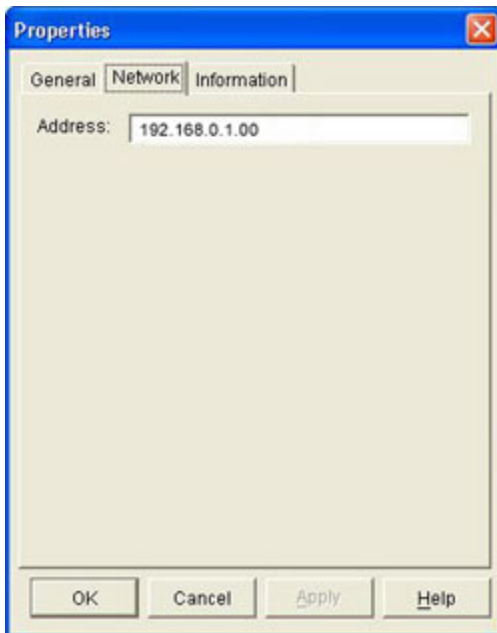 Properties
General Network Information
Address: 192.168.0.1.00
OK Cancel Apply Help